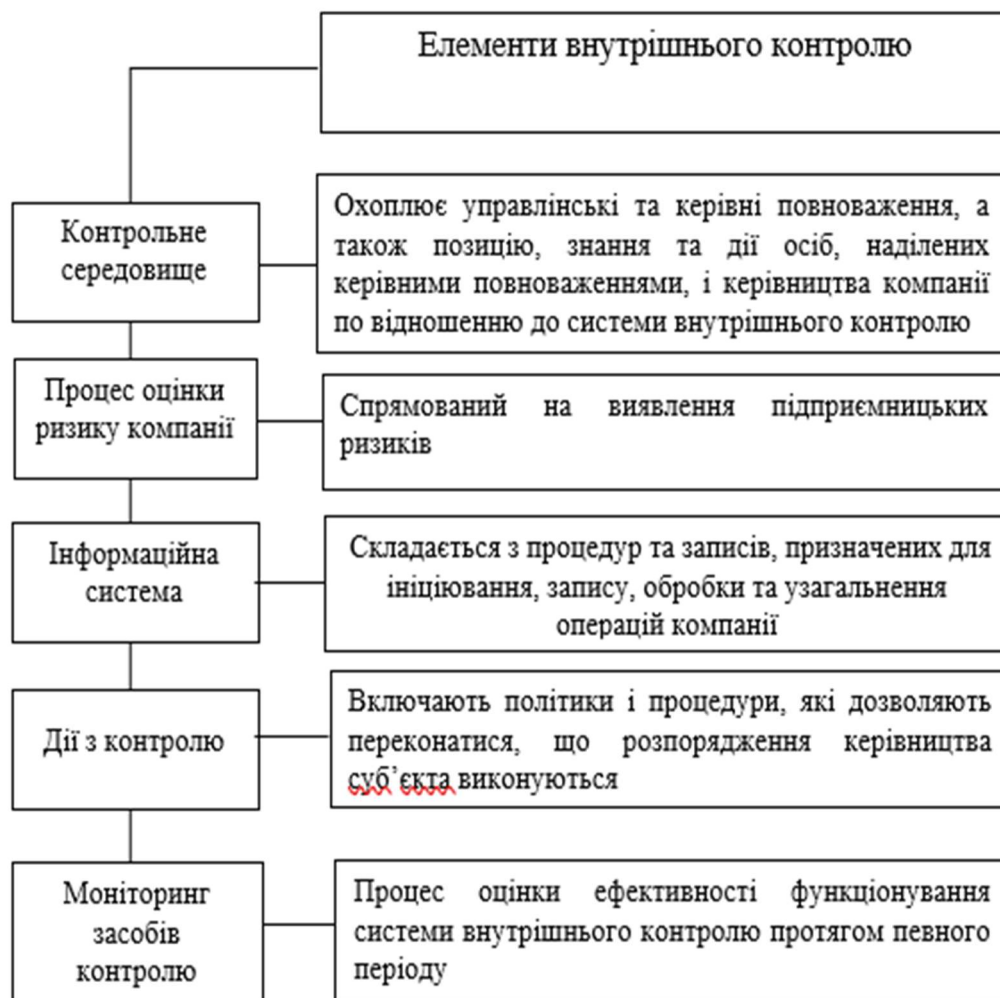 Елементи внутрішнього контролю
Контрольне
середовище
Охоплює управлінські та керівні повноваження, а
також позицію, знання та дії осіб, наділених
керівними повноваженнями, і керівництва компанії
по відношенню до системи внутрішнього контролю
Процес оцінки
ризику компанії
Спрямований на виявлення підприємницьких
ризиків
Інформаційна
система
Складається з процедур та записів, призначених для
ініціювання, запису, обробки та узагальнення
операцій компанії
Дії з контролю
Включають політики і процедури, які дозволяють
переконатися, що розпорядження керівництва
суб’єкта виконуються
Моніторинг
засобів
контролю
Процес оцінки ефективності функціонування
системи внутрішнього контролю протягом певного
періоду